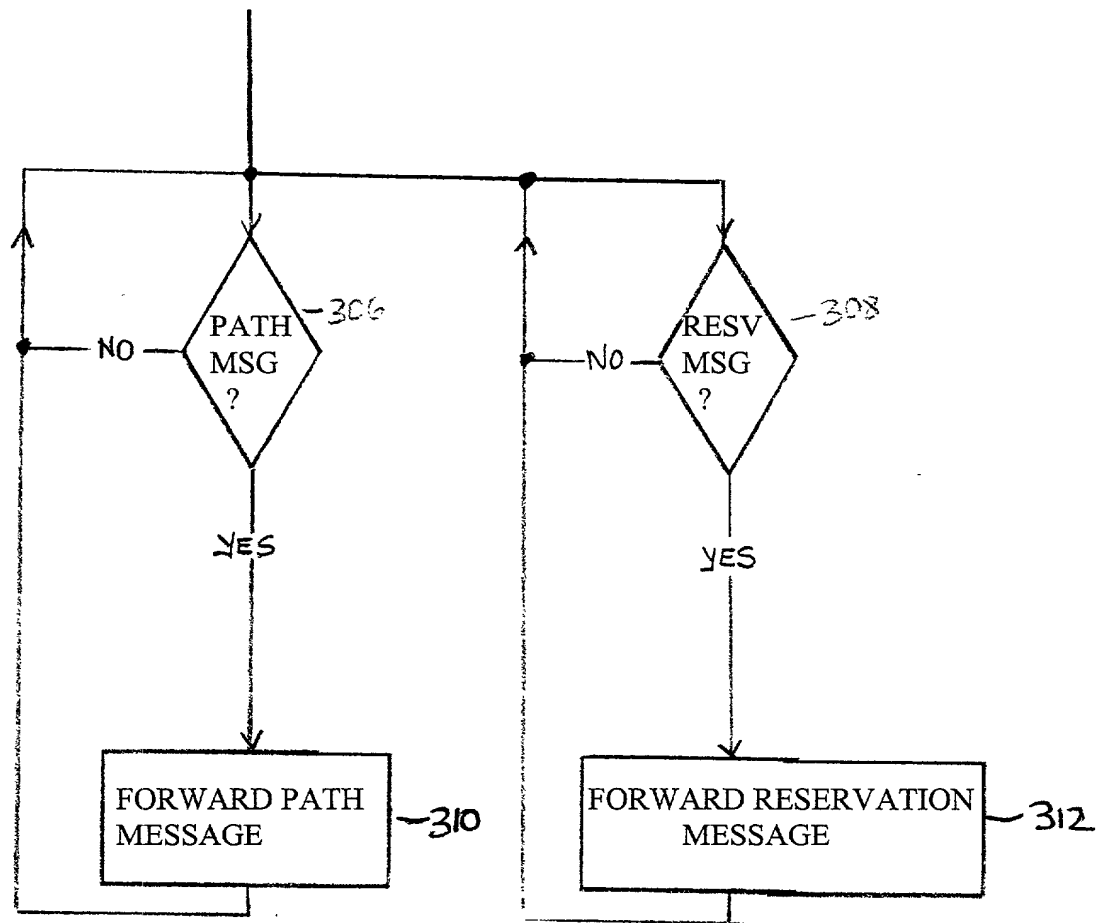 PATH
MSG
?
306
NO
YES
FORWARD PATH
MESSAGE
310
RESV
MSG
?
308
NO
YES
FORWARD RESERVATION
MESSAGE
312